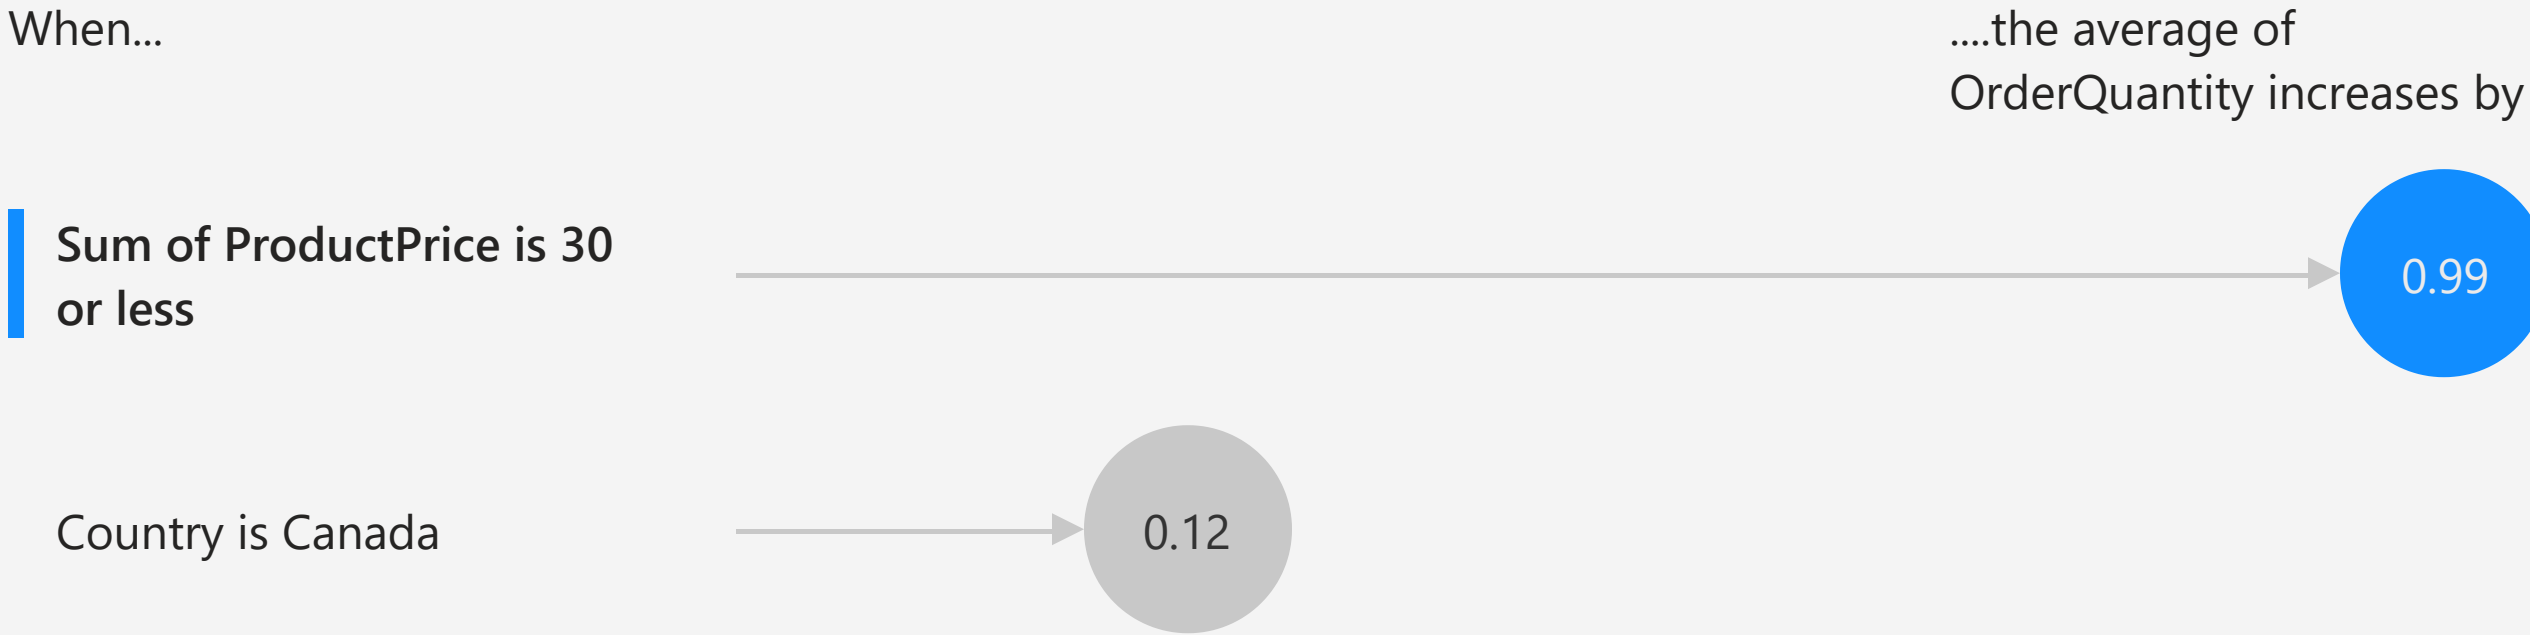 When...
....the average of
OrderQuantity increases by
Sum of ProductPrice is 30
or less
0.99
Country is Canada
0.12